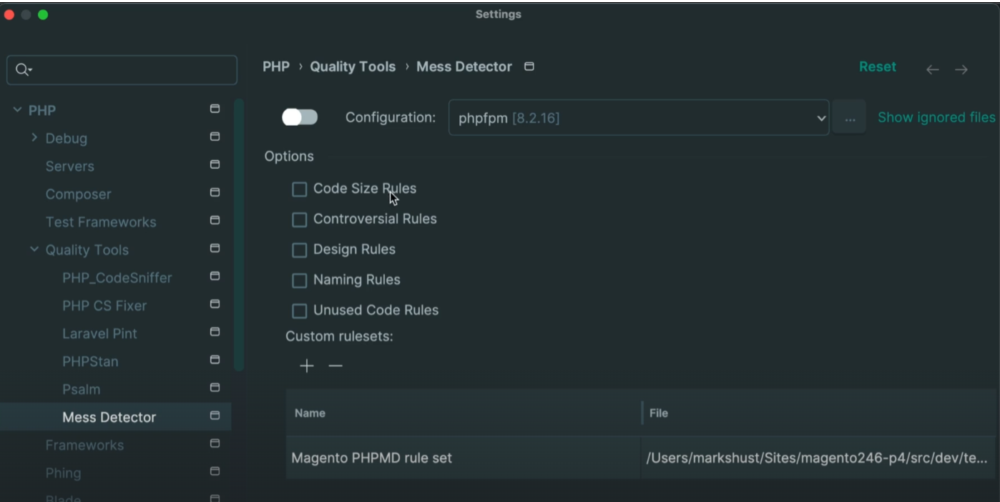 Settings
PHP › Quality Tools › Mess Detector
Reset
PHP
Debug
Servers
Composer
Test Frameworks
Quality Tools
PHP_CodeSniffer
PHP CS Fixer
Laravel Pint
PHPStan
Psalm
Mess Detector
Frameworks
Phing
Blade
Configuration: phpfpm [8.2.16] ... Show ignored files
Options
Code Size Rules
Controversial Rules
Design Rules
Naming Rules
Unused Code Rules
Custom rulesets:
Name File
Magento PHPMD rule set /Users/markshust/Sites/magento246-p4/src/dev/te...